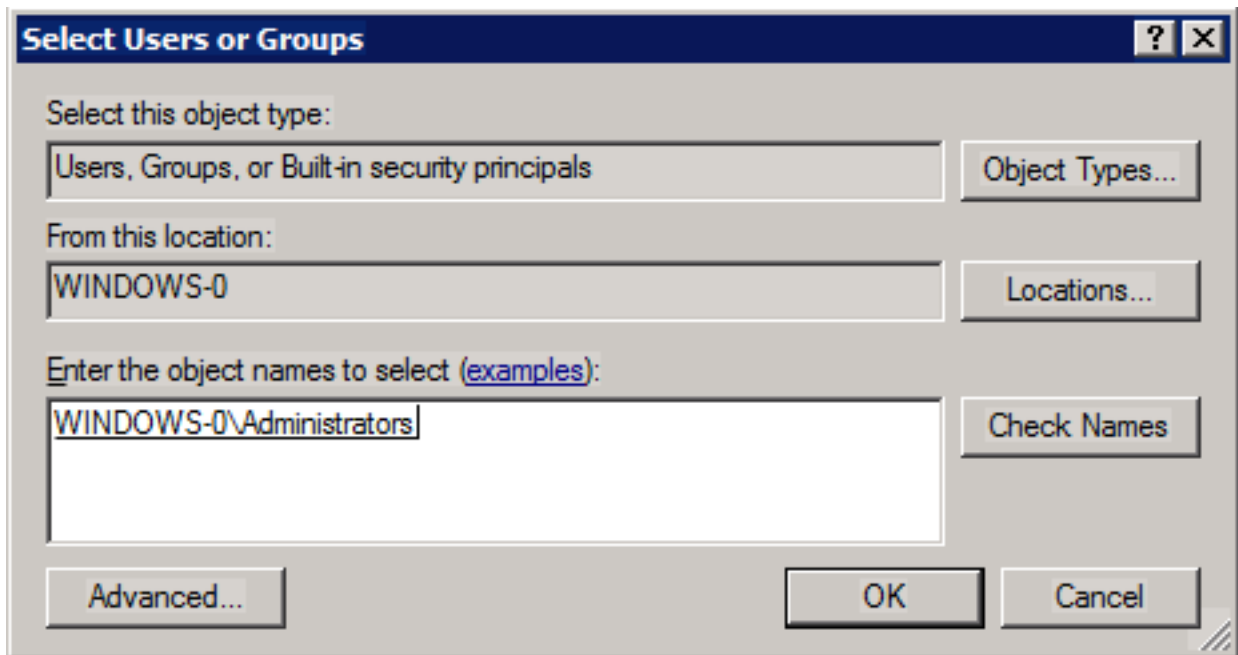 Select Users or Groups
Select this object type:
Users, Groups, or Built-in security principals
Object Types...
From this location:
WINDOWS-0
Locations...
Enter the object names to select (examples):
WINDOWS-0\Administrators
Check Names
Advanced...
OK
Cancel